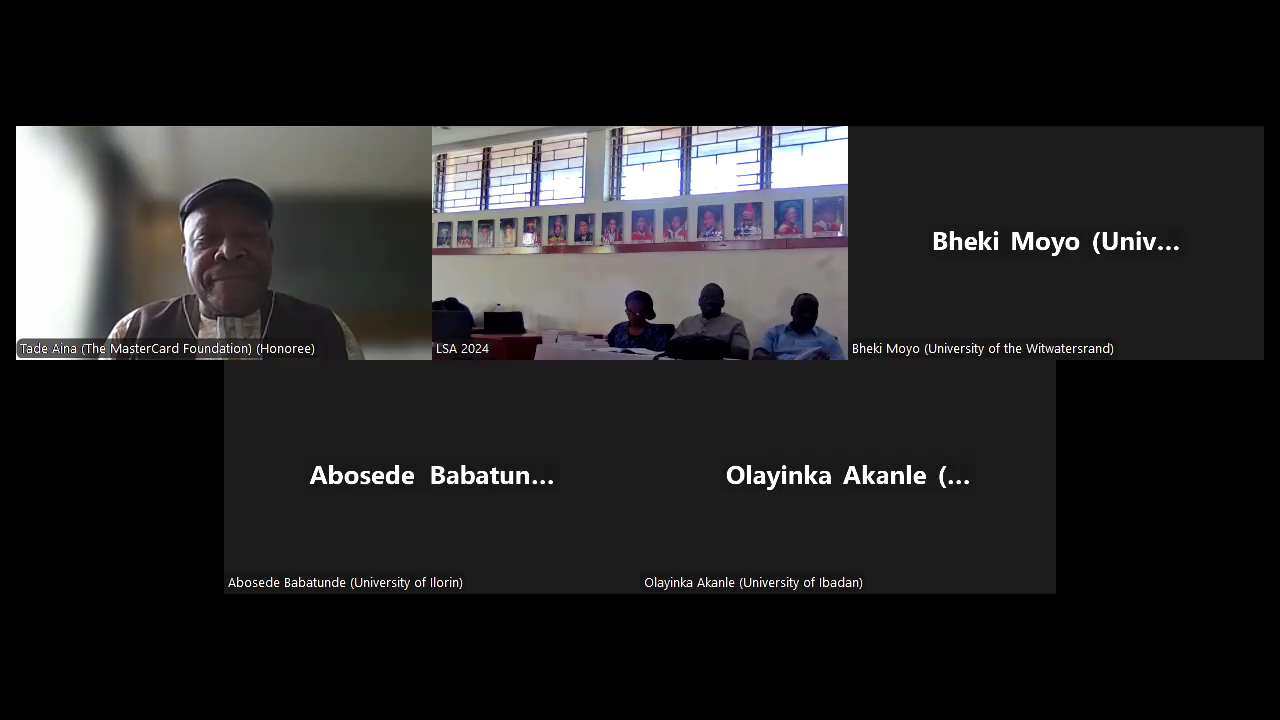 Bheki Moyo (Univ...
Tade Aina (The MasterCard Foundation) (Honoree)
LSA 2024
Bheki Moyo (University of the Witwatersrand)
Abosede Babatun...
Olayinka Akanle (...
Abosede Babatunde (University of Ilorin)
Olayinka Akanle (University of Ibadan)